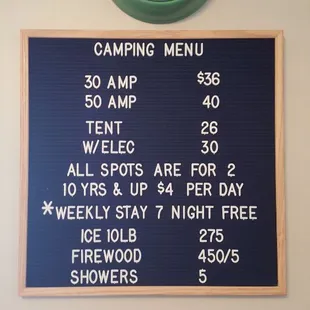 CAMPING MENU
30 AMP $36
50 AMP 40
TENT 26
W/ELEC 30
ALL SPOTS ARE FOR 2
10 YRS & UP $4 PER DAY
*WEEKLY STAY 7 NIGHT FREE
ICE 10LB 275
FIREWOOD 450/5
SHOWERS 5